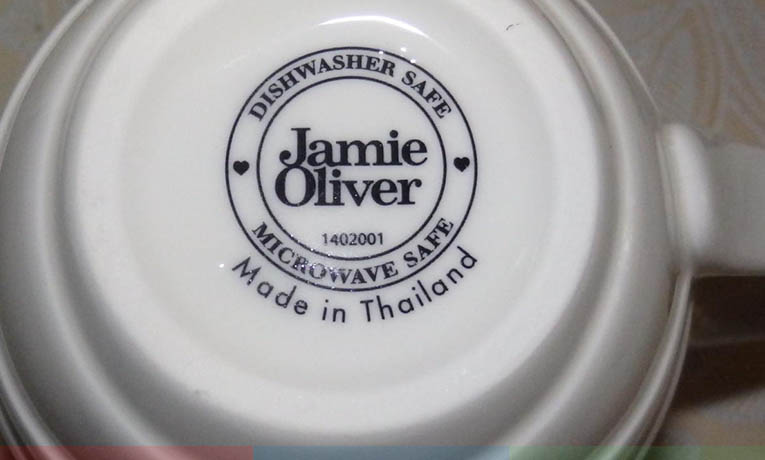 DISHWASHER SAFE
Jamie
Oliver
1402001
MICROWAVE SAFE
Made in Thailand